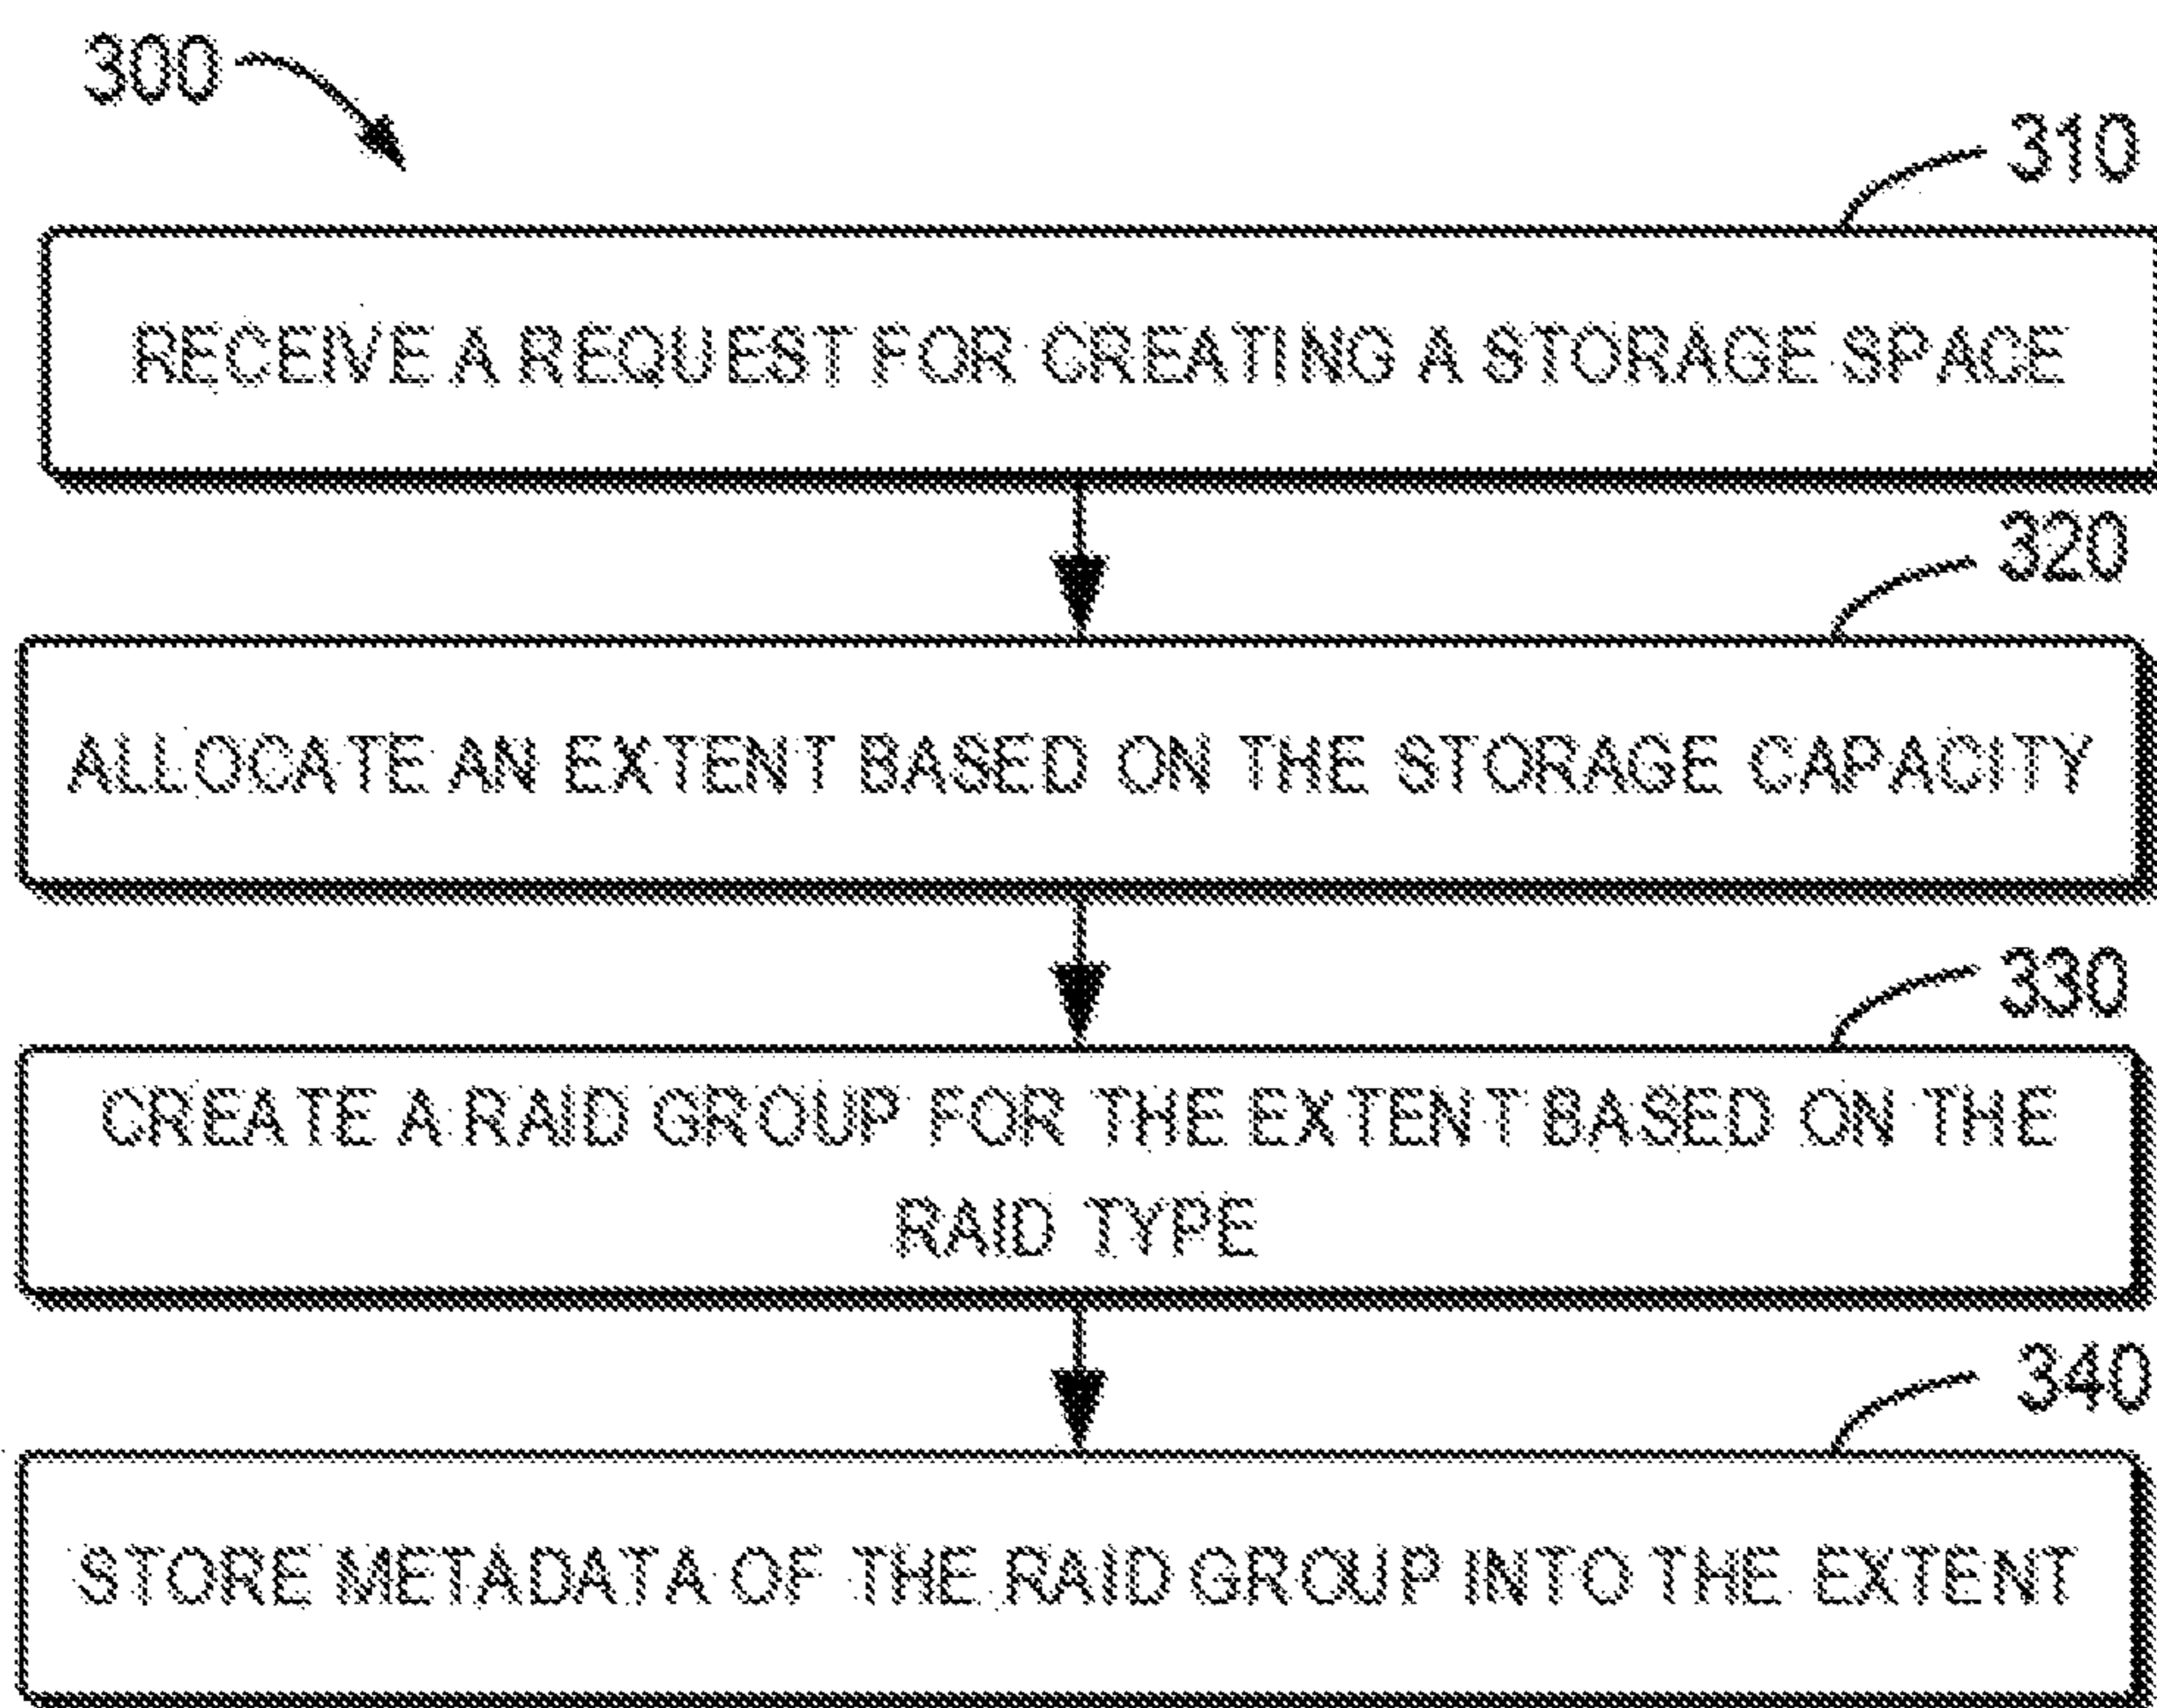 300
310
RECEIVE A REQUEST FOR CREATING A STORAGE SPACE
320
ALLOCATE AN EXTENT BASED ON THE STORAGE CAPACITY
330
CREATE A RAID GROUP FOR THE EXTENT BASED ON THE
RAID TYPE
340
STORE METADATA OF THE RAID GROUP INTO THE EXTENT